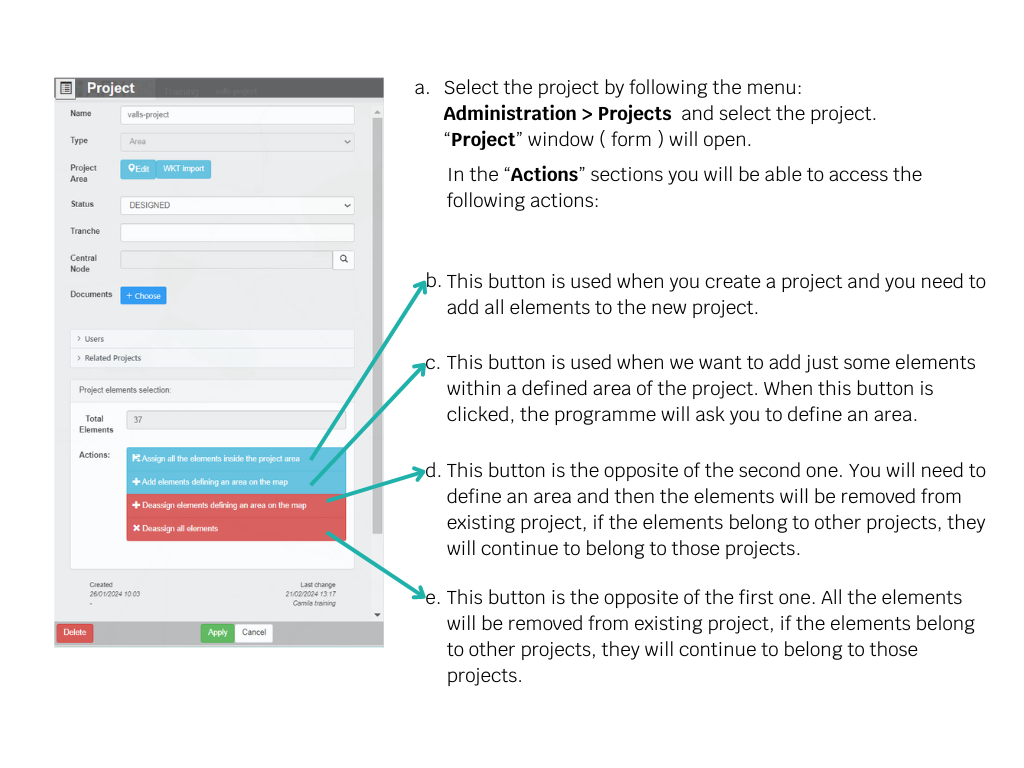 Project
Name
valls-project
Type
Area
Project
Area
Edit
WKT import
Status
DESIGNED
Tranche
Central
Node
Documents
+ Choose
> Users
> Related Projects
Project elements selection:
Total
Elements
37
Actions:
Assign all the elements inside the project area
Add elements defining an area on the map
Deassign elements defining an area on the map
Deassign all elements
Created
26/01/2024 10:03
-
Last change
21/02/2024 13:17
Camila training
Delete
Apply
Cancel
a. Select the project by following the menu:
Administration > Projects and select the project.
“Project” window ( form ) will open.
In the “Actions” sections you will be able to access the
following actions:
b. This button is used when you create a project and you need to
add all elements to the new project.
c. This button is used when we want to add just some elements
within a defined area of the project. When this button is
clicked, the programme will ask you to define an area.
d. This button is the opposite of the second one. You will need to
define an area and then the elements will be removed from
existing project, if the elements belong to other projects, they
will continue to belong to those projects.
e. This button is the opposite of the first one. All the elements
will be removed from existing project, if the elements belong
to other projects, they will continue to belong to those
projects.